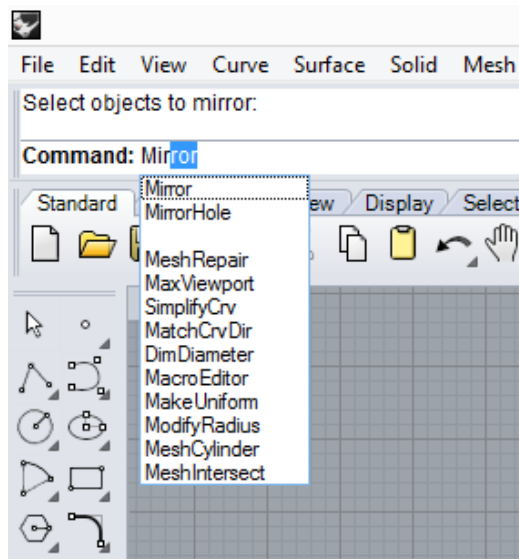 File Edit View Curve Surface Solid Mesh
Select objects to mirror:
Command: Mirror
Mirror
MirrorHole
Standard ew Display Select
MeshRepair
MaxViewport
SimplifyCrv
MatchCrvDir
DimDiameter
MacroEditor
MakeUniform
ModifyRadius
MeshCylinder
MeshIntersect